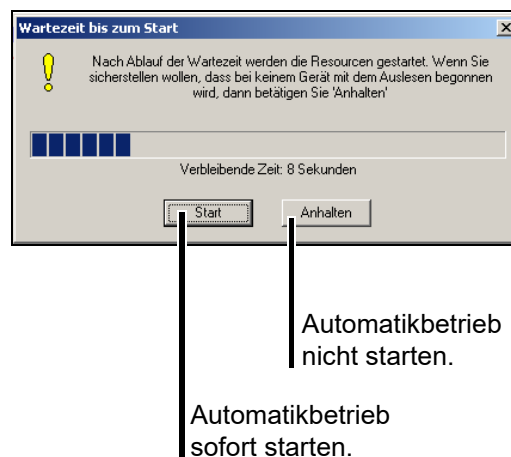 Wartezeit bis zum Start
Nach Ablauf der Wartezeit werden die Resourcen gestartet. Wenn Sie
sicherstellen wollen, dass bei keinem Gerät mit dem Auslesen begonnen
wird, dann betätigen Sie 'Anhalten'
Verbleibende Zeit: 8 Sekunden
Start
Anhalten
Automatikbetrieb
nicht starten.
Automatikbetrieb
sofort starten.